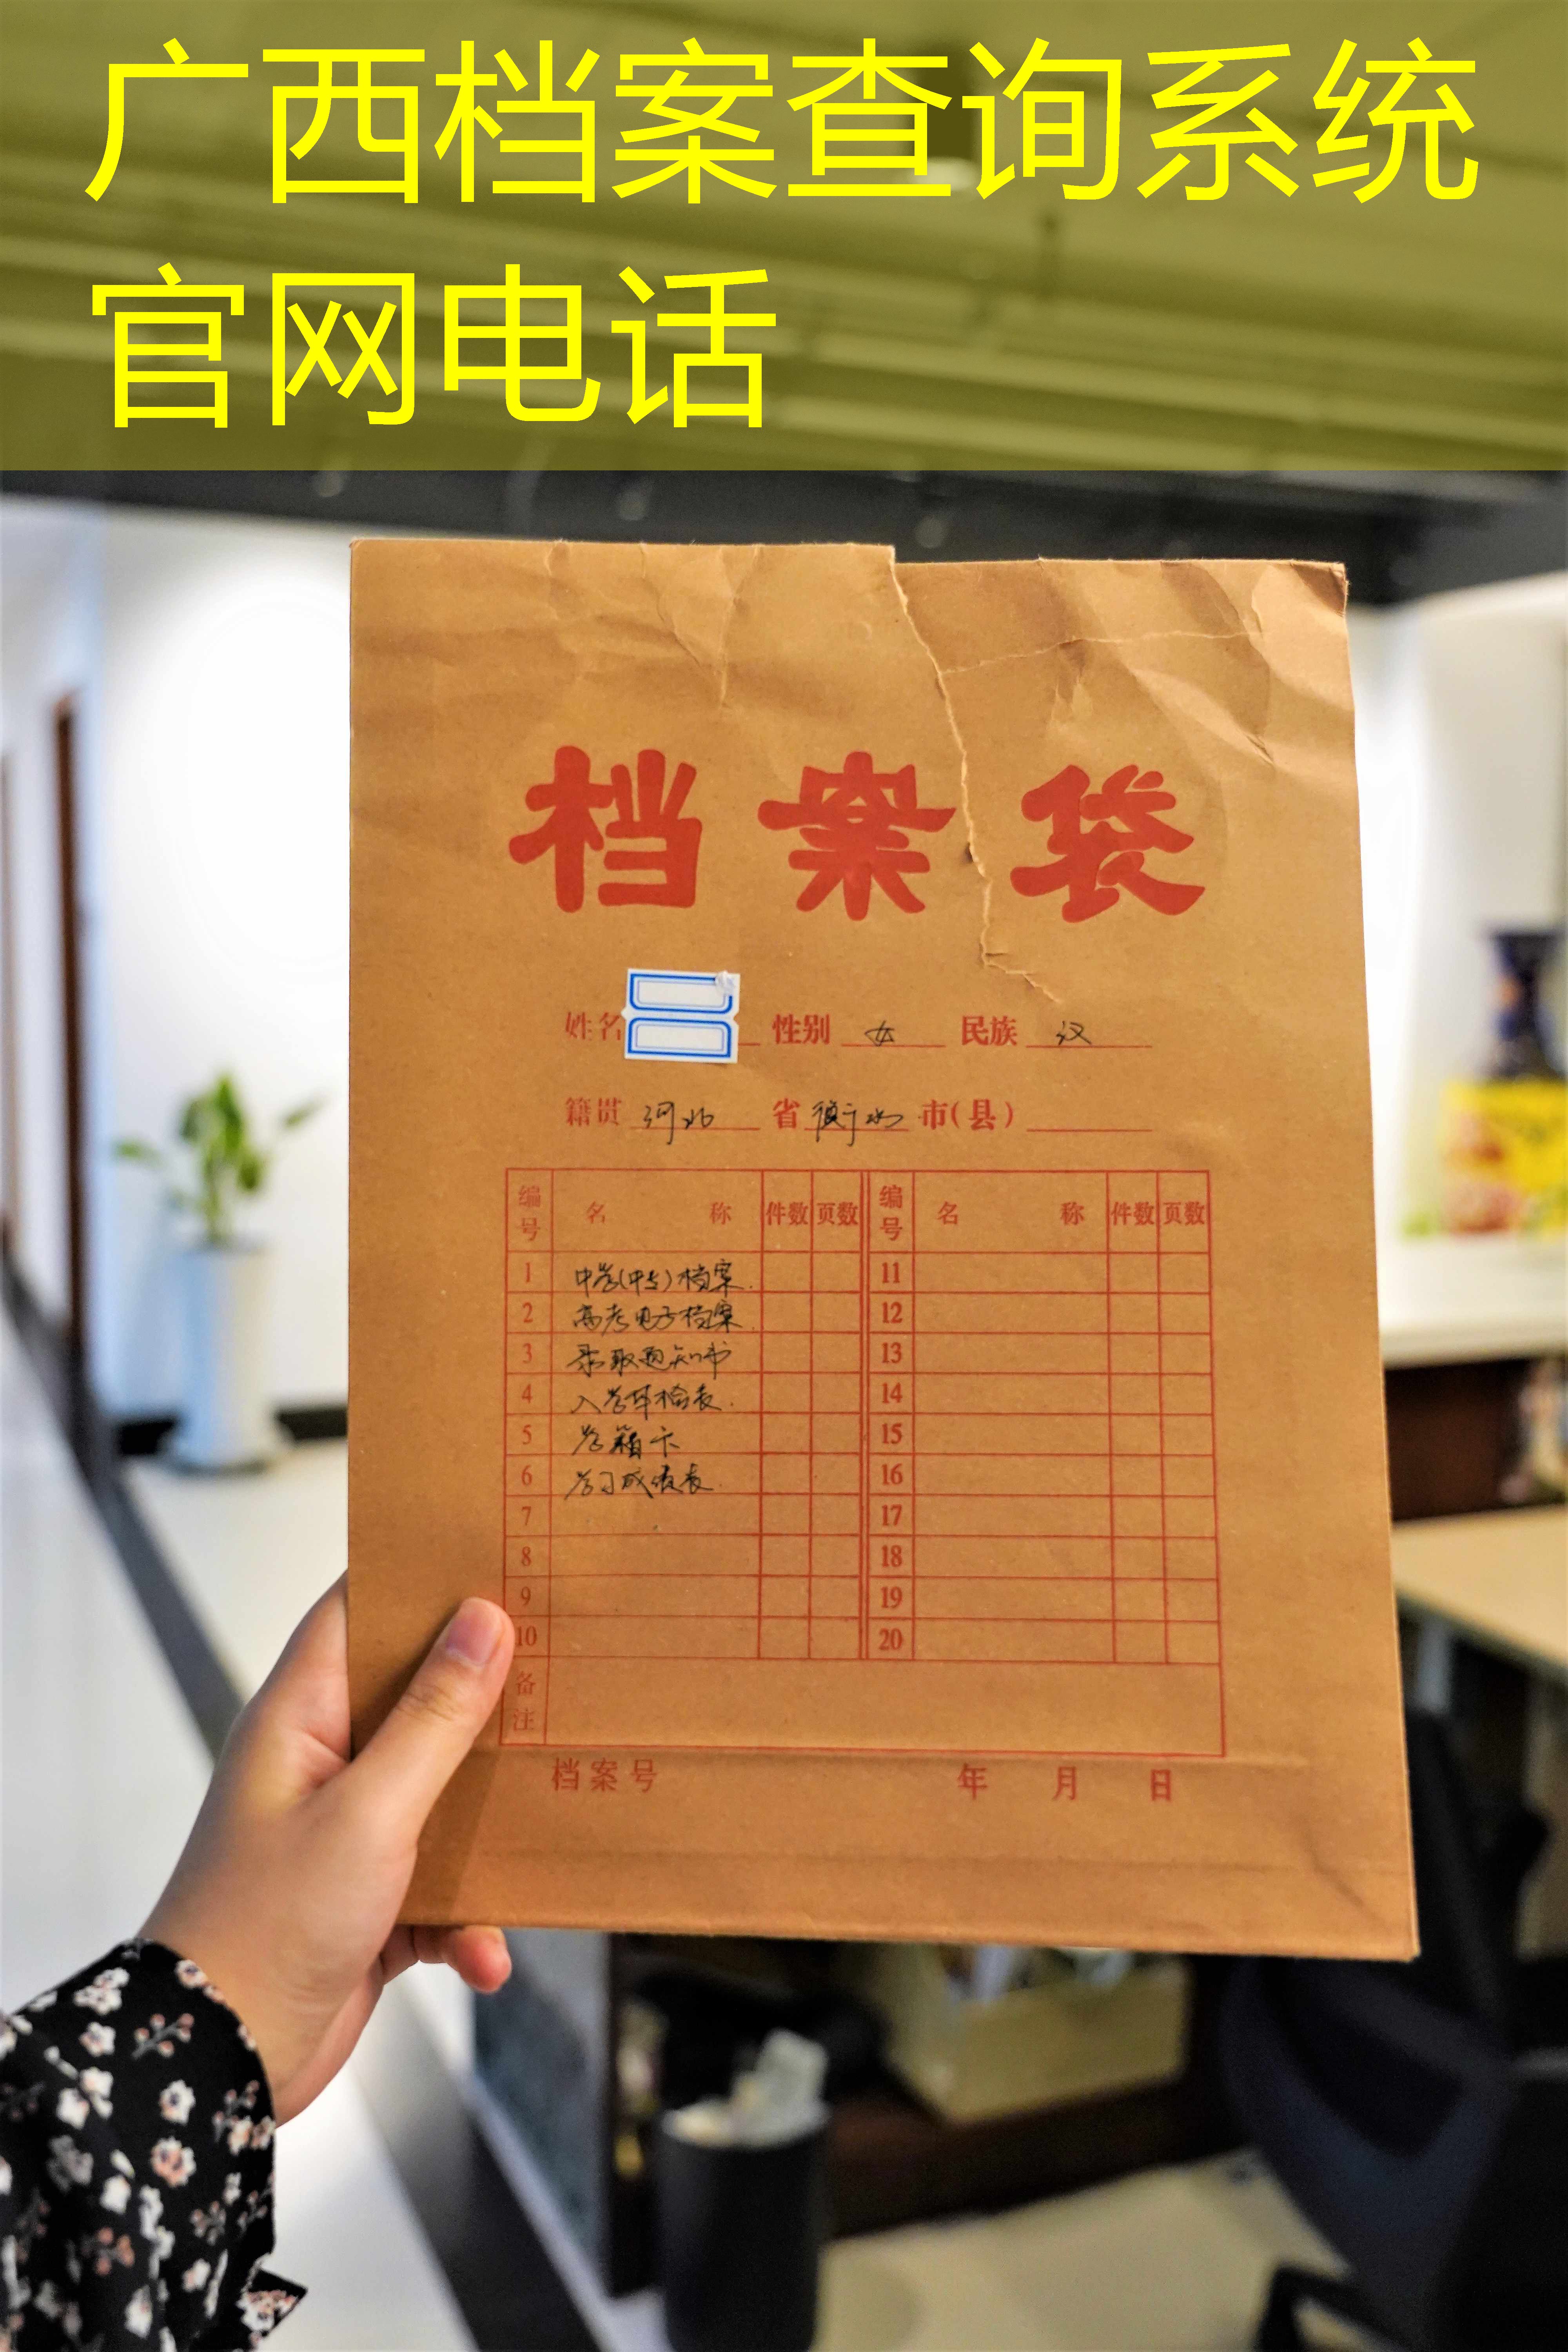 广西档案查询系统
官网电话
档案袋
姓名 性别 女 民族 汉
籍贯 河北 省 衡水 市(县)
编号 名称 件数 页数 编号 名称 件数 页数
1 中学(中专)档案. 11
2 高考电子档案. 12
3 录取通知书 13
4 入学体检表. 14
5 学籍卡 15
6 学习成绩表. 16
7 17
8 18
9 19
10 20
备注
档案号 年 月 日